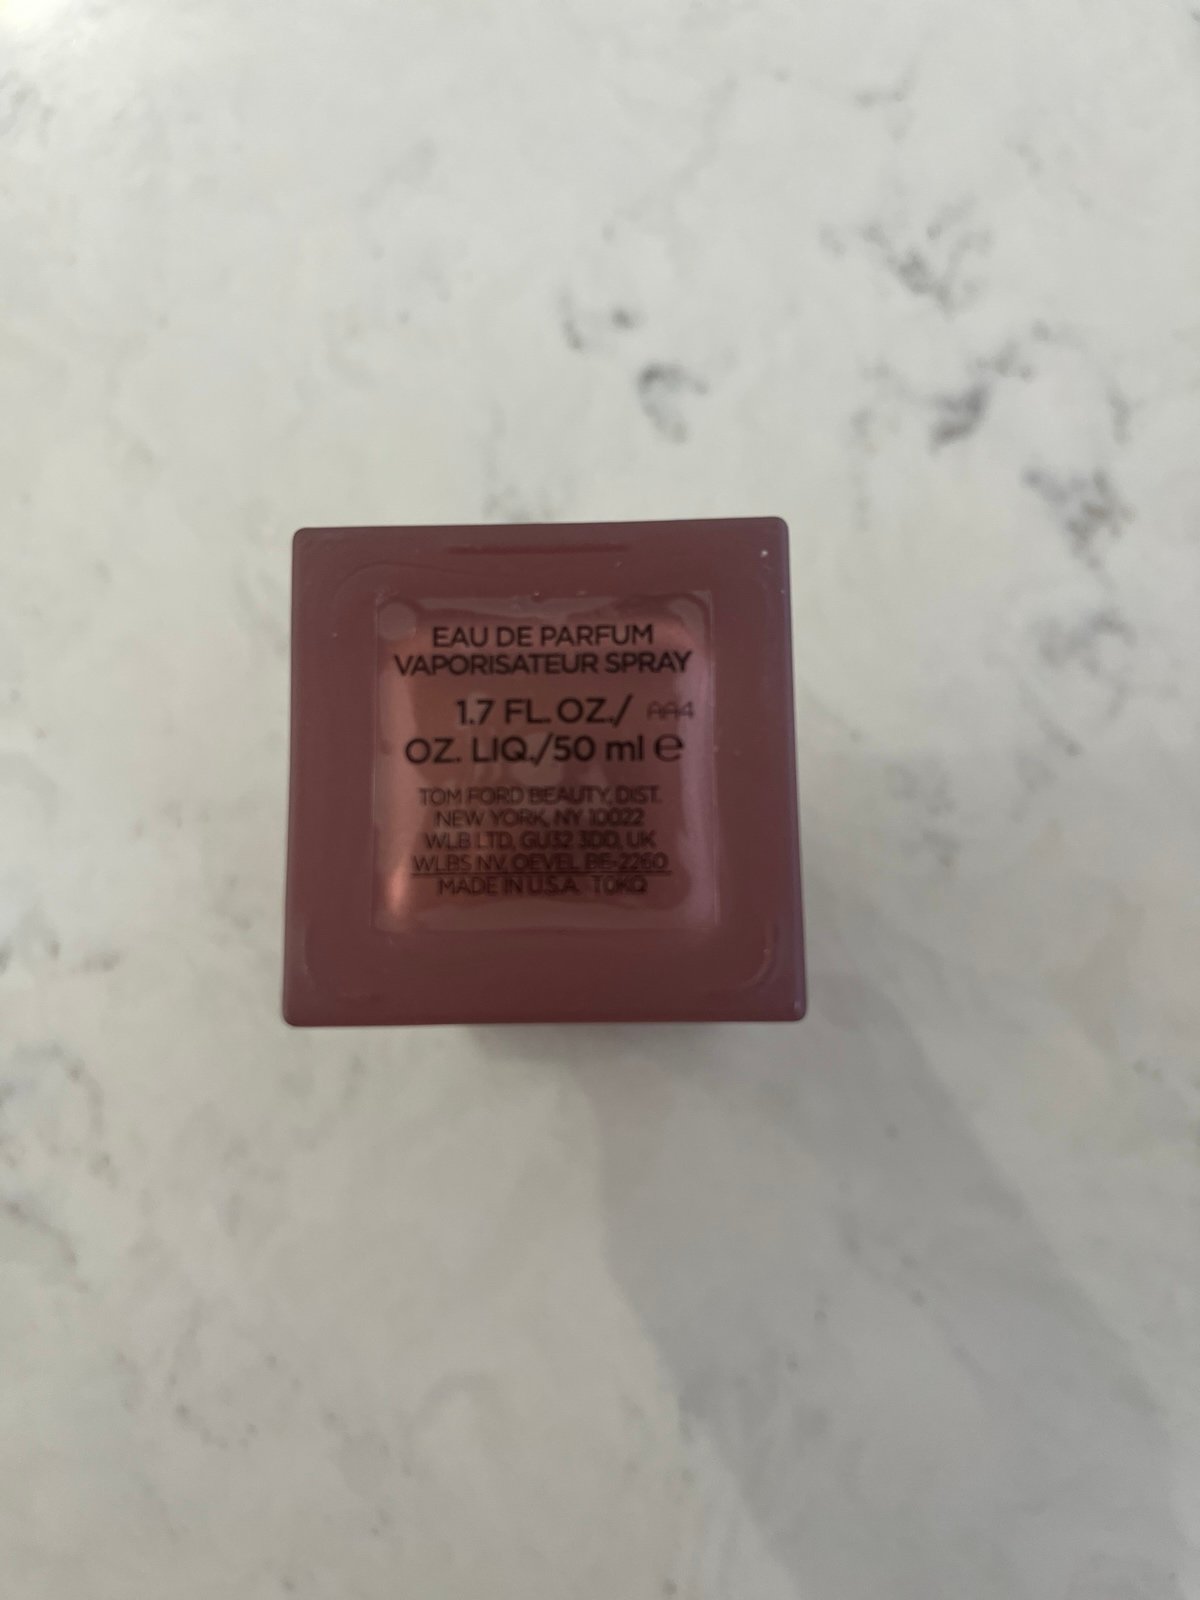 EAU DE PARFUM
VAPORISATEUR SPRAY
1.7 FL. OZ./ AA4
OZ. LIQ./50 ml ℮
TOM FORD BEAUTY, DIST.
NEW YORK, NY 10022
WLB LTD, GU32 3DD, UK
WLBS NV, OEVEL BE-2260
MADE IN U.S.A. T0KQ